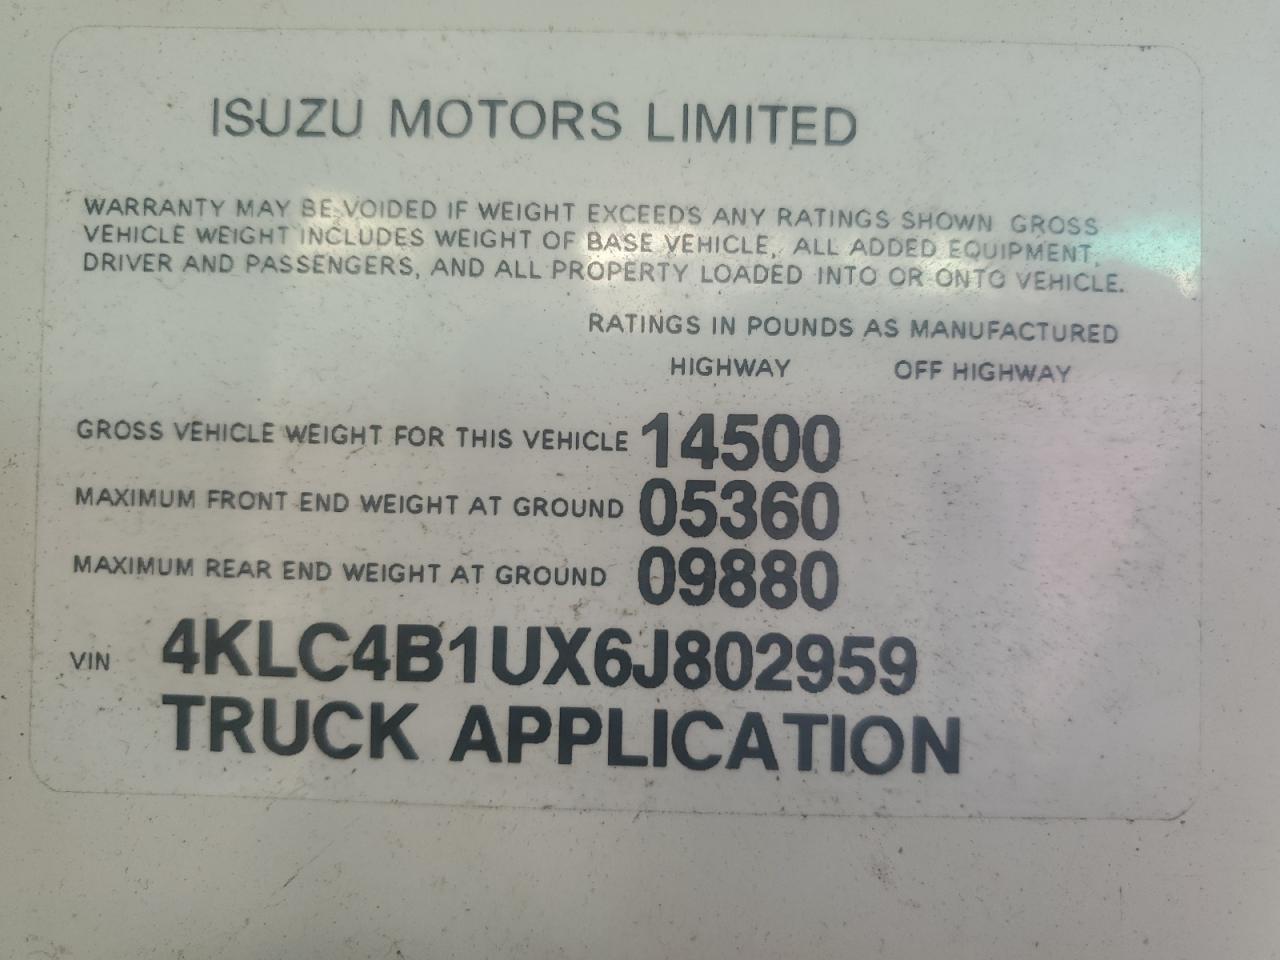 ISUZU MOTORS LIMITED
WARRANTY MAY BE VOIDED IF WEIGHT EXCEEDS ANY RATINGS SHOWN GROSS
VEHICLE WEIGHT INCLUDES WEIGHT OF BASE VEHICLE, ALL ADDED EQUIPMENT,
DRIVER AND PASSENGERS, AND ALL PROPERTY LOADED INTO OR ONTO VEHICLE.
RATINGS IN POUNDS AS MANUFACTURED
HIGHWAY OFF HIGHWAY
GROSS VEHICLE WEIGHT FOR THIS VEHICLE 14500
MAXIMUM FRONT END WEIGHT AT GROUND 05360
MAXIMUM REAR END WEIGHT AT GROUND 09880
VIN 4KLC4B1UX6J802959
TRUCK APPLICATION